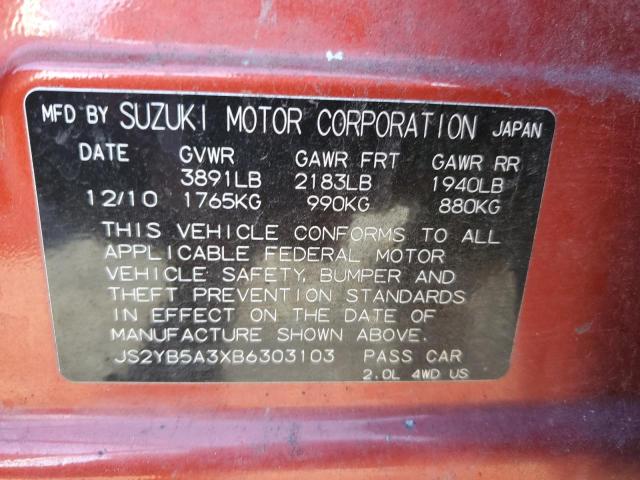 MFD BY SUZUKI MOTOR CORPORATION JAPAN
DATE GVWR GAWR FRT GAWR RR
3891LB 2183LB 1940LB
12/10 1765KG 990KG 880KG
THIS VEHICLE CONFORMS TO ALL
APPLICABLE FEDERAL MOTOR
VEHICLE SAFETY, BUMPER AND
THEFT PREVENTION STANDARDS
IN EFFECT ON THE DATE OF
MANUFACTURE SHOWN ABOVE.
JS2YB5A3XB6303103 PASS CAR
2.0L 4WD US